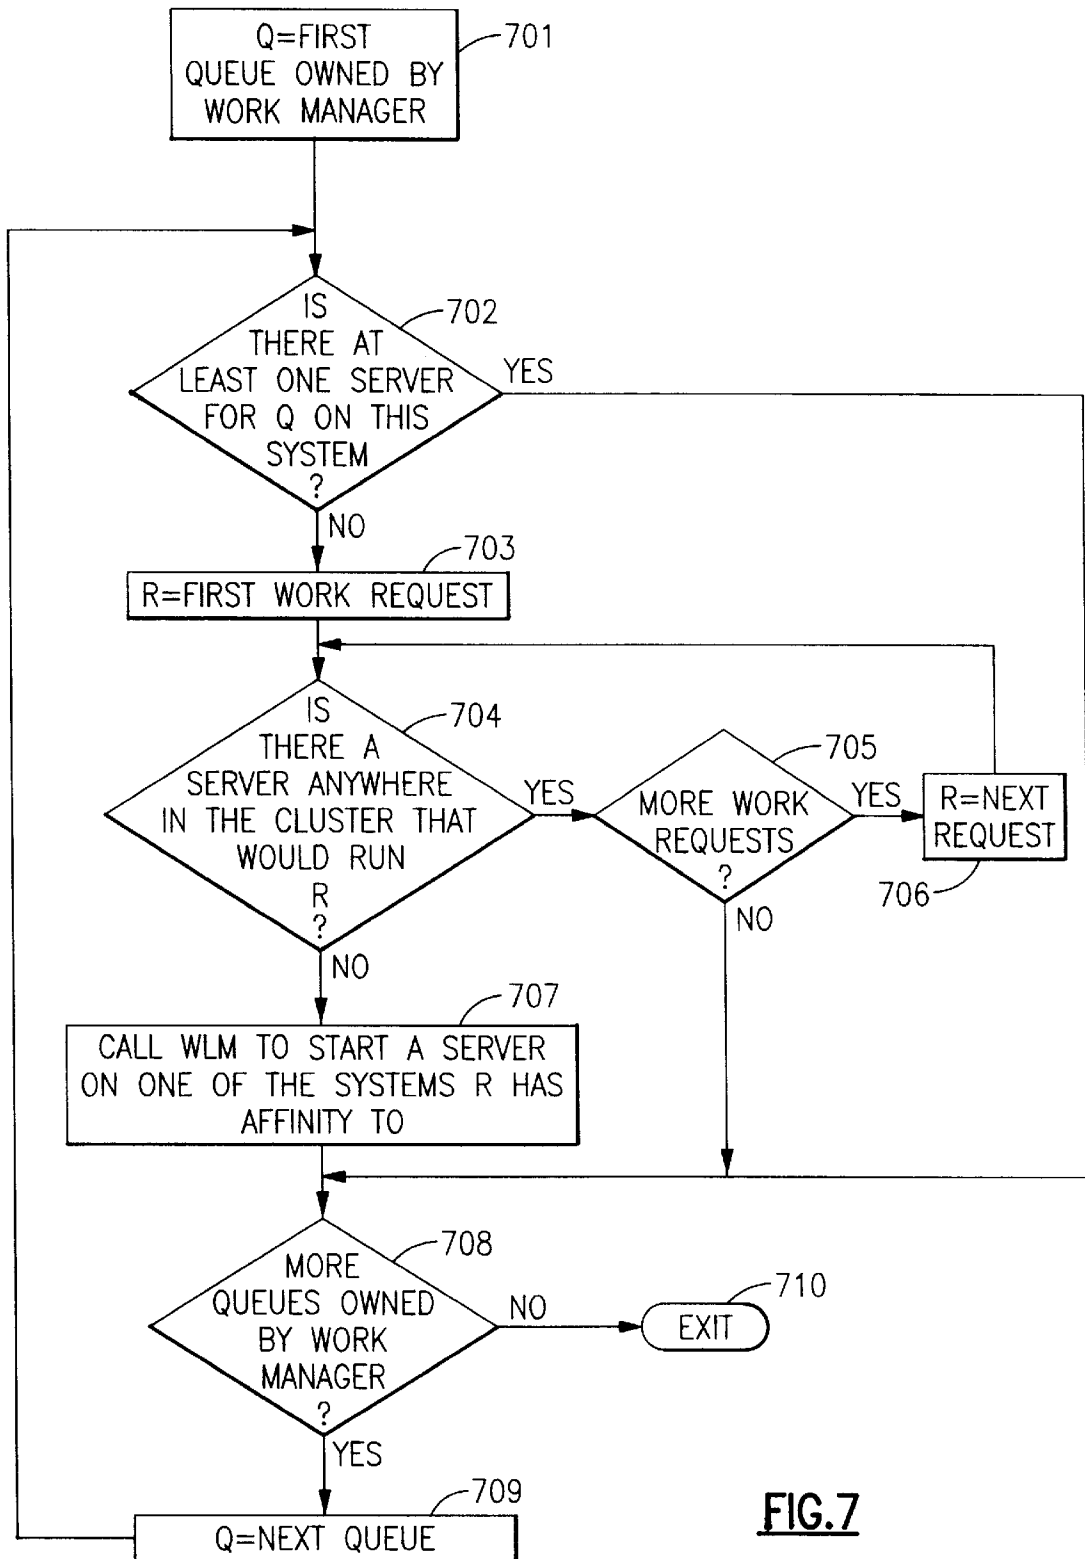 Q=FIRST
QUEUE OWNED BY
WORK MANAGER
701
IS
THERE AT
LEAST ONE SERVER
FOR Q ON THIS
SYSTEM
?
702
YES
NO
703
R=FIRST WORK REQUEST
IS
THERE A
SERVER ANYWHERE
IN THE CLUSTER THAT
WOULD RUN
R
?
704
YES
NO
705
MORE WORK
REQUESTS
?
YES
NO
R=NEXT
REQUEST
706
707
CALL WLM TO START A SERVER
ON ONE OF THE SYSTEMS R HAS
AFFINITY TO
708
MORE
QUEUES OWNED
BY WORK
MANAGER
?
NO
710
EXIT
YES
709
Q=NEXT QUEUE
FIG.7